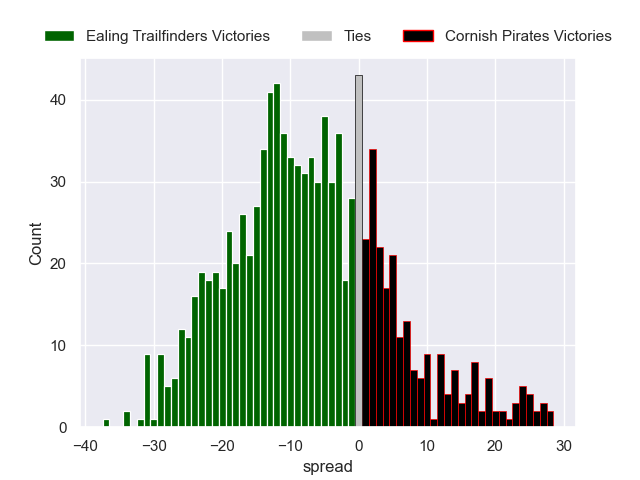 Ealing Trailfinders Victories Ties Cornish Pirates Victories
40
30
20
10
0
Count
−40 −30 −20 −10 0 10 20 30
spread